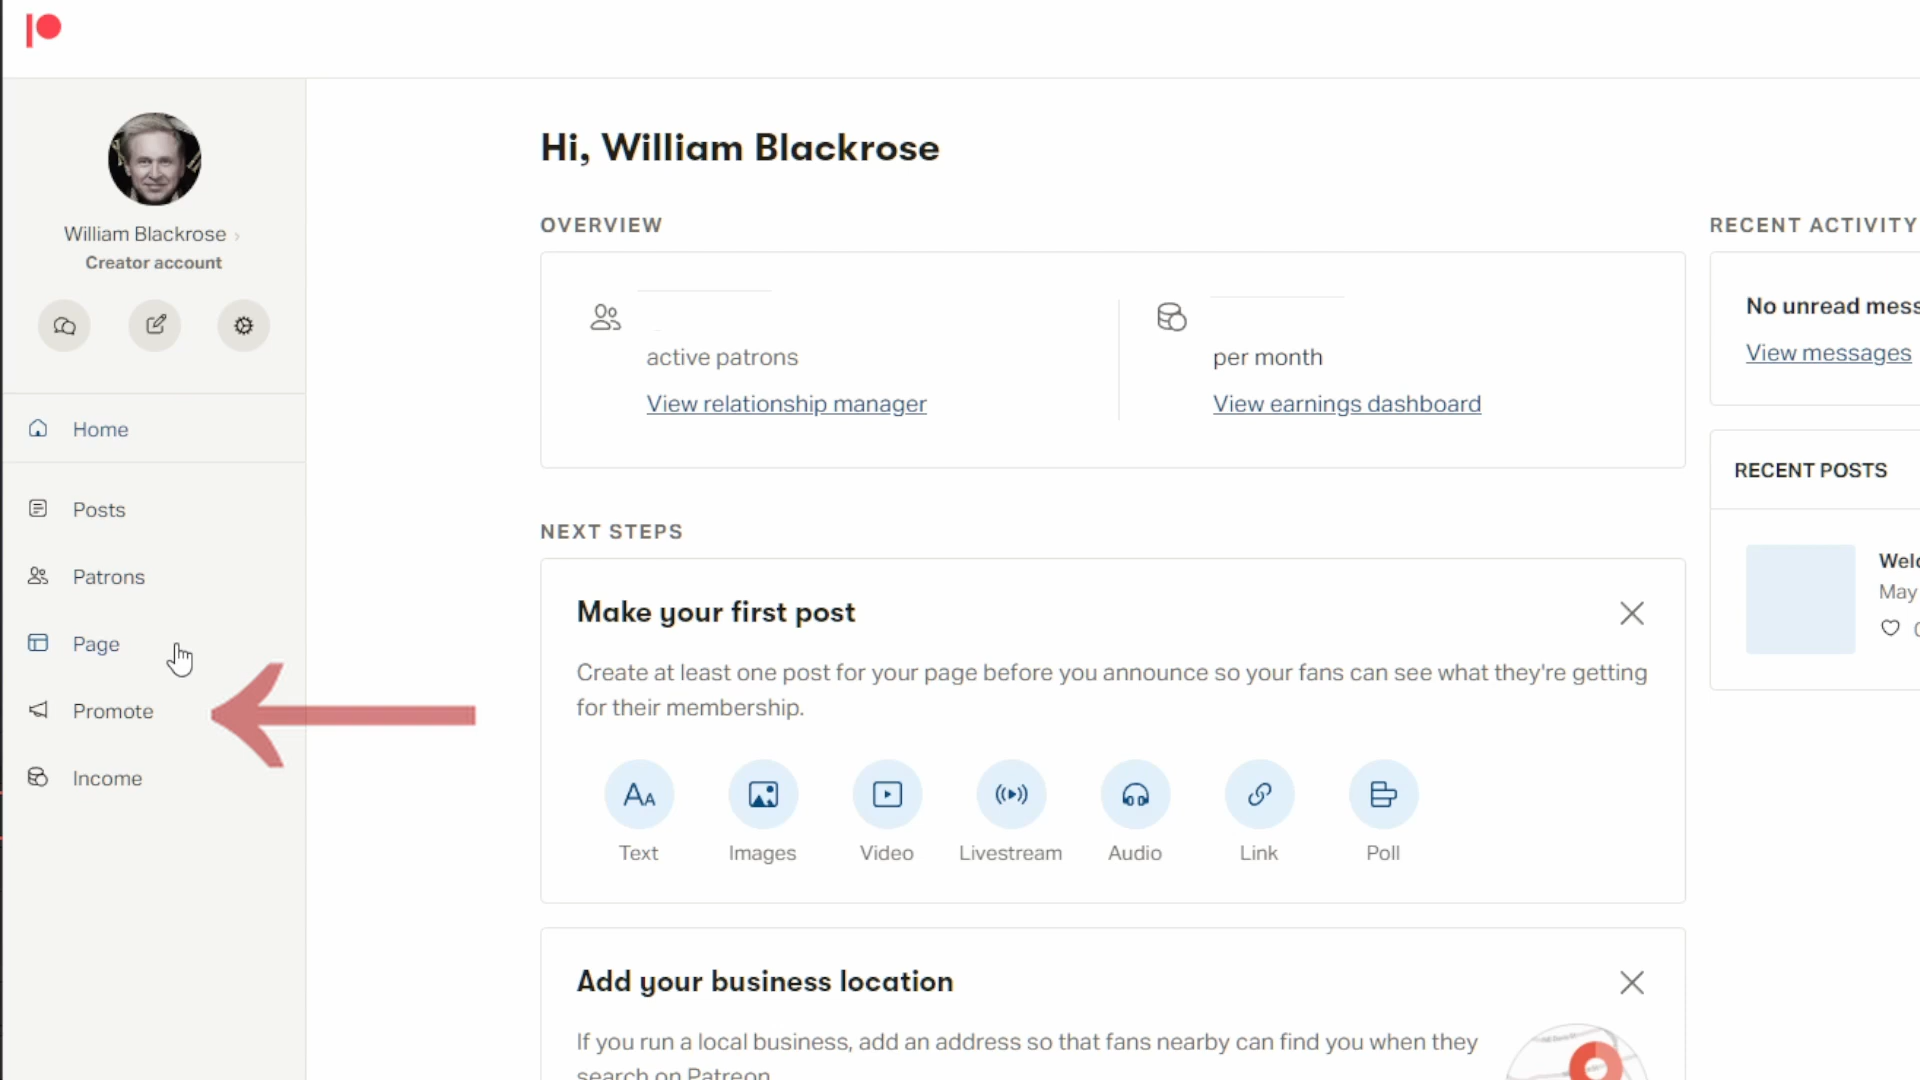 William Blackrose
Creator account
Home
Posts
Patrons
Page
Promote
Income
Hi, William Blackrose
OVERVIEW
active patrons
View relationship manager
per month
View earnings dashboard
NEXT STEPS
Make your first post
Create at least one post for your page before you announce so your fans can see what they're getting
for their membership.
AA
Text
Images
Video
Livestream
Audio
Link
Poll
Add your business location
If you run a local business, add an address so that fans nearby can find you when they
search on Patreon
RECENT ACTIVITY
No unread mess
View messages
RECENT POSTS
Welc
May